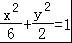 x²/6 + y²/2 = 1